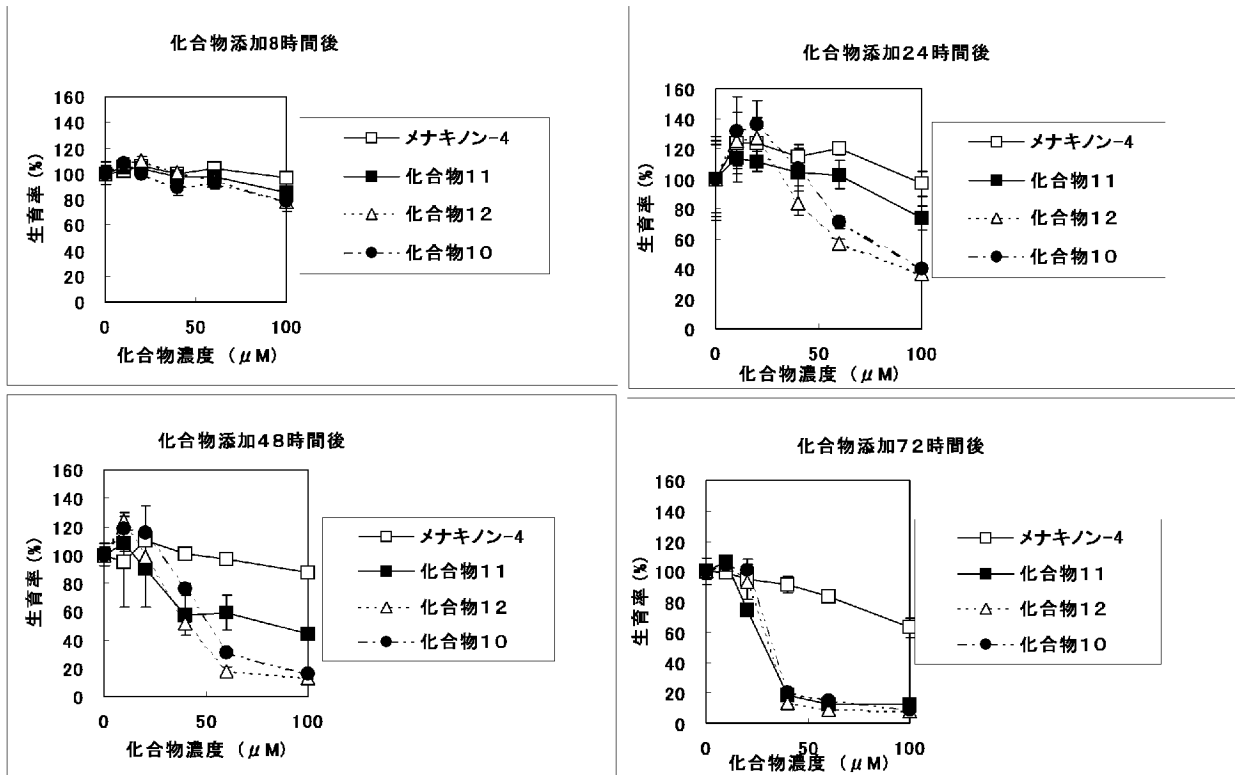 化合物添加8時間後
160
140
120
100
80
60
40
20
0
生育率(%)
0
50
100
化合物濃度 (μM)
メナキノン-4
化合物11
化合物12
化合物10
化合物添加24時間後
160
140
120
100
80
60
40
20
0
生育率(%)
0
50
100
化合物濃度 (μM)
メナキノン-4
化合物11
化合物12
化合物10
化合物添加48時間後
160
140
120
100
80
60
40
20
0
生育率(%)
0
50
100
化合物濃度 (μM)
メナキノン-4
化合物11
化合物12
化合物10
化合物添加72時間後
160
140
120
100
80
60
40
20
0
生育率(%)
0
50
100
化合物濃度 (μM)
メナキノン-4
化合物11
化合物12
化合物10